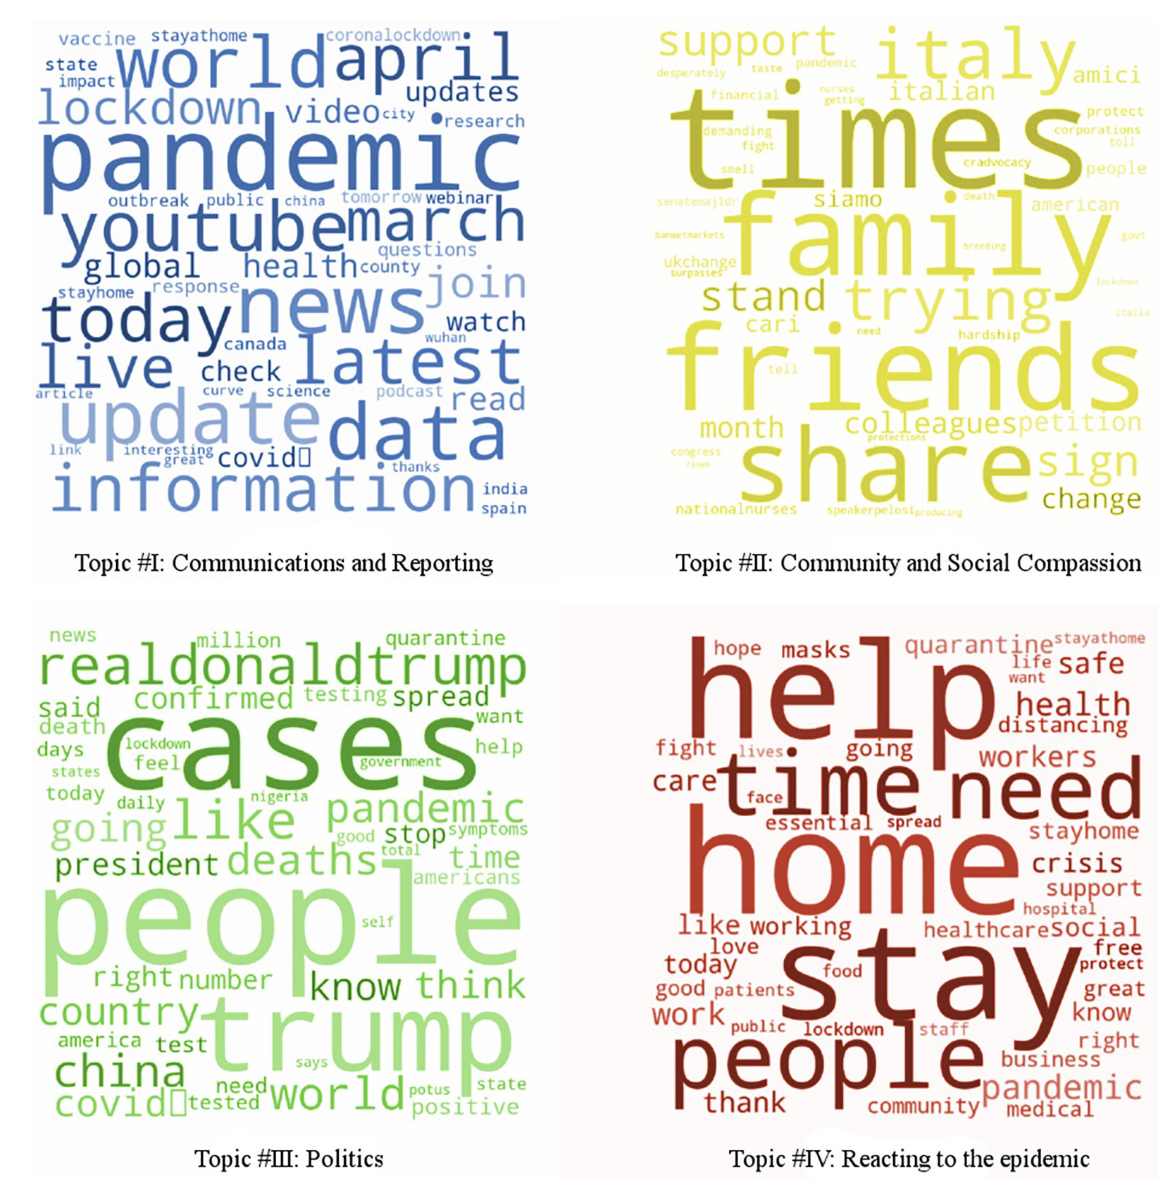 vaccine stayathome coronalockdown
state world april
impact updates
lockdown video city research
pandemic
outbreak public china tomorrow webinar
youtube march
questions
global health county
stayhome response join
today news watch
canada wuhan
live check latest
article curve science podcast read
update data
link interesting
great covid▯ thanks
information india
spain
Topic #I: Communications and Reporting
support italy
desperately taste pandemic amici
financial nurses getting italian
times protect
demanding corporations
fight toll
cradvocacy
smell people
senatemajldr siamo death american
family
banwetmarkets breeding govt
ukchange
surpasses lockdown
stand trying
cari need hardship italia
friends
tell
month colleagues petition
protections
congress share sign
rises
change
nationalnurses speakerpelosi producing
Topic #II: Community and Social Compassion
news million quarantine
realdonaldtrump
said confirmed testing spread
death cases want
days lockdown help
feel government
states
today daily nigeria pandemic
going like good stop symptoms
president deaths total time
americans
people
self
right number know think
country
america test trump
china says
need world potus state
covid▯ tested positive
Topic #III: Politics
hope masks quarantine stayathome
help life safe
want
health
distancing
fight lives going workers
care time need
face
essential spread stayhome
home crisis
support
hospital
like working healthcare social
love stay free
today food protect
good patients great
work know
public lockdown staff right
people business
pandemic
thank community medical
Topic #IV: Reacting to the epidemic